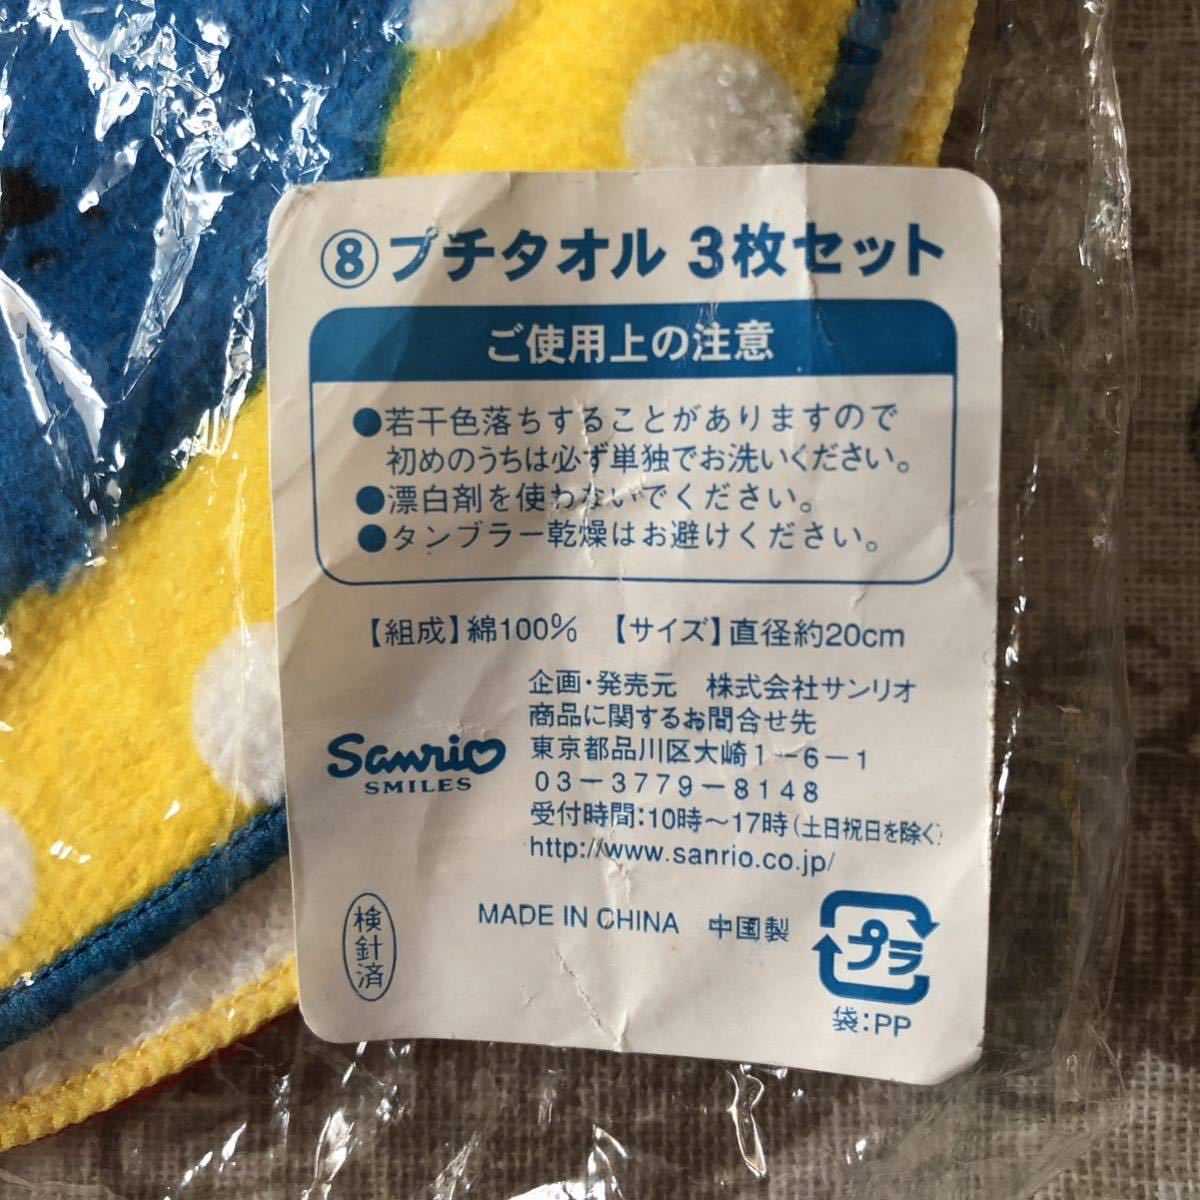 ⑧プチタオル 3枚セット
ご使用上の注意
●若干色落ちすることがありますので
初めのうちは必ず単独でお洗いください。
●漂白剤を使わないでください。
●タンブラー乾燥はお避けください。
【組成】綿100% 【サイズ】直径約20cm
企画・発売元 株式会社サンリオ
商品に関するお問合せ先
東京都品川区大崎1-6-1
03-3779-8148
受付時間:10時〜17時(土日祝日を除く)
http://www.sanrio.co.jp/
Sanrio
SMILES
検針済
MADE IN CHINA 中国製
プラ
袋:PP